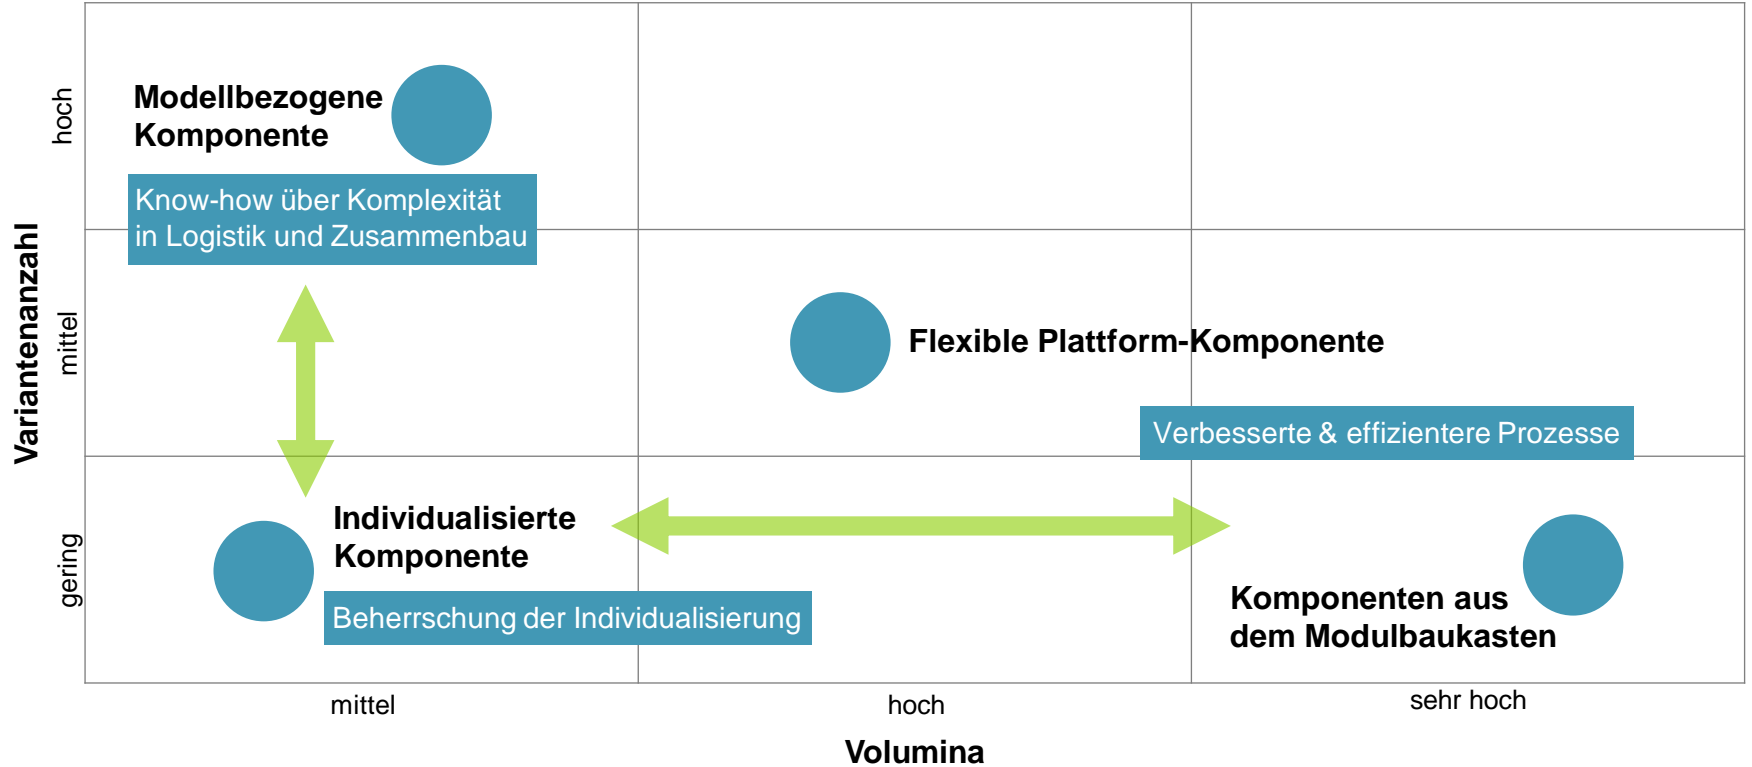 Variantenanzahl
hoch
mittel
gering
Modellbezogene
Komponente
Know-how über Komplexität
in Logistik und Zusammenbau
Flexible Plattform-Komponente
Verbesserte & effizientere Prozesse
Individualisierte
Komponente
Beherrschung der Individualisierung
Komponenten aus
dem Modulbaukasten
mittel
hoch
sehr hoch
Volumina